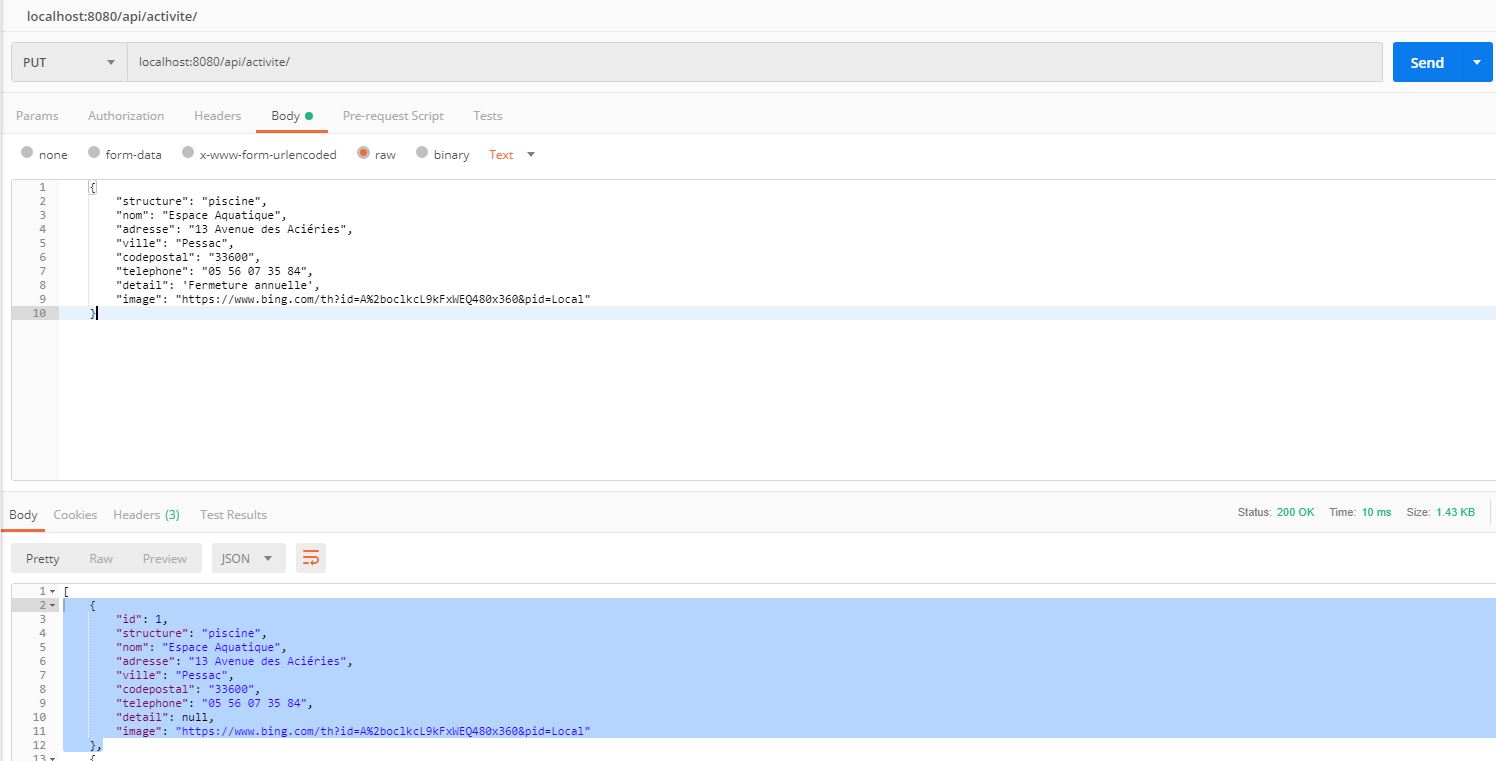 localhost:8080/api/activite/
PUT localhost:8080/api/activite/ Send
Params Authorization Headers Body Pre-request Script Tests
none form-data x-www-form-urlencoded raw binary Text
1 {
2 "structure": "piscine",
3 "nom": "Espace Aquatique",
4 "adresse": "13 Avenue des Aciéries",
5 "ville": "Pessac",
6 "codepostal": "33600",
7 "telephone": "05 56 07 35 84",
8 "detail": 'Fermeture annuelle',
9 "image": "https://www.bing.com/th?id=A%2boclkcL9kFxWEQ480x360&pid=Local"
10 }
Body Cookies Headers (3) Test Results Status: 200 OK Time: 10 ms Size: 1.43 KB
Pretty Raw Preview JSON
1 [
2 {
3 "id": 1,
4 "structure": "piscine",
5 "nom": "Espace Aquatique",
6 "adresse": "13 Avenue des Aciéries",
7 "ville": "Pessac",
8 "codepostal": "33600",
9 "telephone": "05 56 07 35 84",
10 "detail": null,
11 "image": "https://www.bing.com/th?id=A%2boclkcL9kFxWEQ480x360&pid=Local"
12 },
13 {